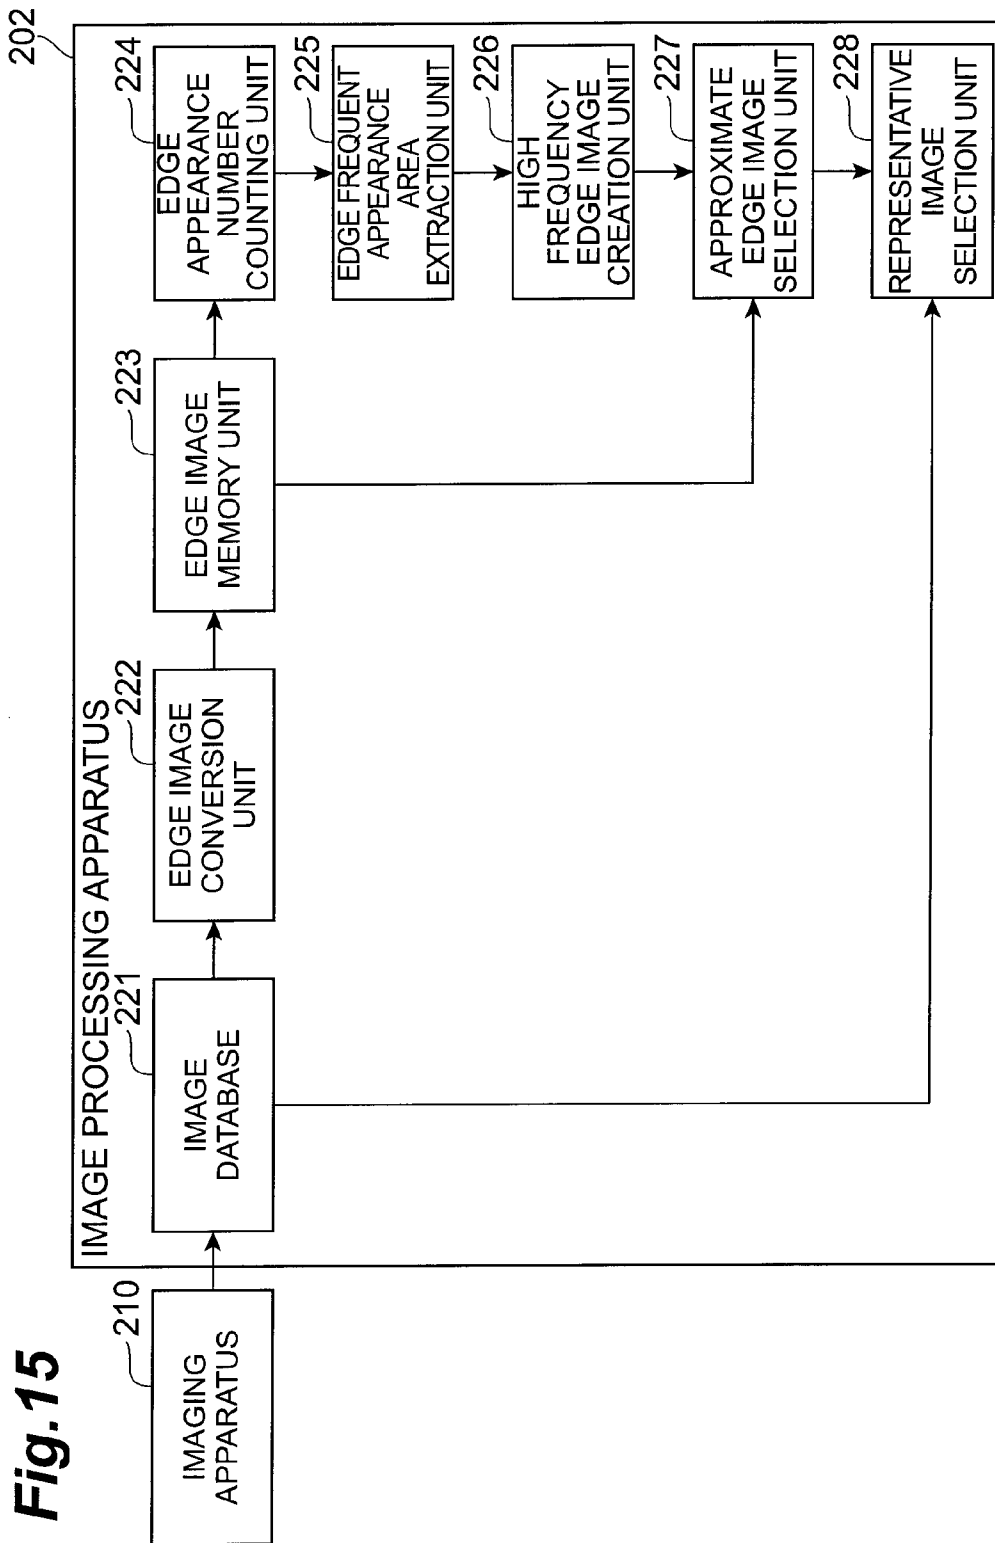 Fig.15
202
IMAGE PROCESSING APPARATUS
210
IMAGING
APPARATUS
221
IMAGE
DATABASE
222
EDGE IMAGE
CONVERSION
UNIT
223
EDGE IMAGE
MEMORY UNIT
224
EDGE
APPEARANCE
NUMBER
COUNTING UNIT
225
EDGE FREQUENT
APPEARANCE
AREA
EXTRACTION UNIT
226
HIGH
FREQUENCY
EDGE IMAGE
CREATION UNIT
227
APPROXIMATE
EDGE IMAGE
SELECTION UNIT
228
REPRESENTATIVE
IMAGE
SELECTION UNIT